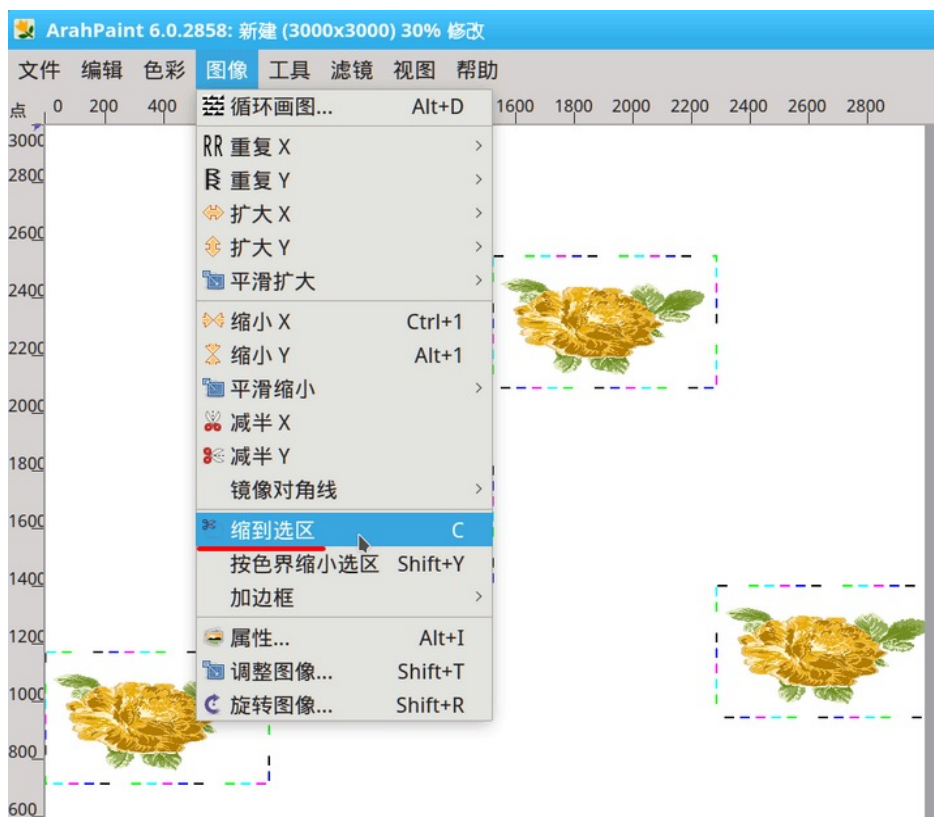 ArahPaint 6.0.2858: 新建 (3000x3000) 30% 修改
文件 编辑 色彩 图像 工具 滤镜 视图 帮助
点 0 200 400 1600 1800 2000 2200 2400 2600 2800
循环画图... Alt+D
3000
重复 X
2800
重复 Y
扩大 X
2600
扩大 Y
平滑扩大
2400
缩小 X Ctrl+1
2200
缩小 Y Alt+1
平滑缩小
2000
减半 X
减半 Y
1800
镜像对角线
1600
缩到选区 C
按色界缩小选区 Shift+Y
1400
加边框
1200
属性... Alt+I
调整图像... Shift+T
1000
旋转图像... Shift+R
800
600